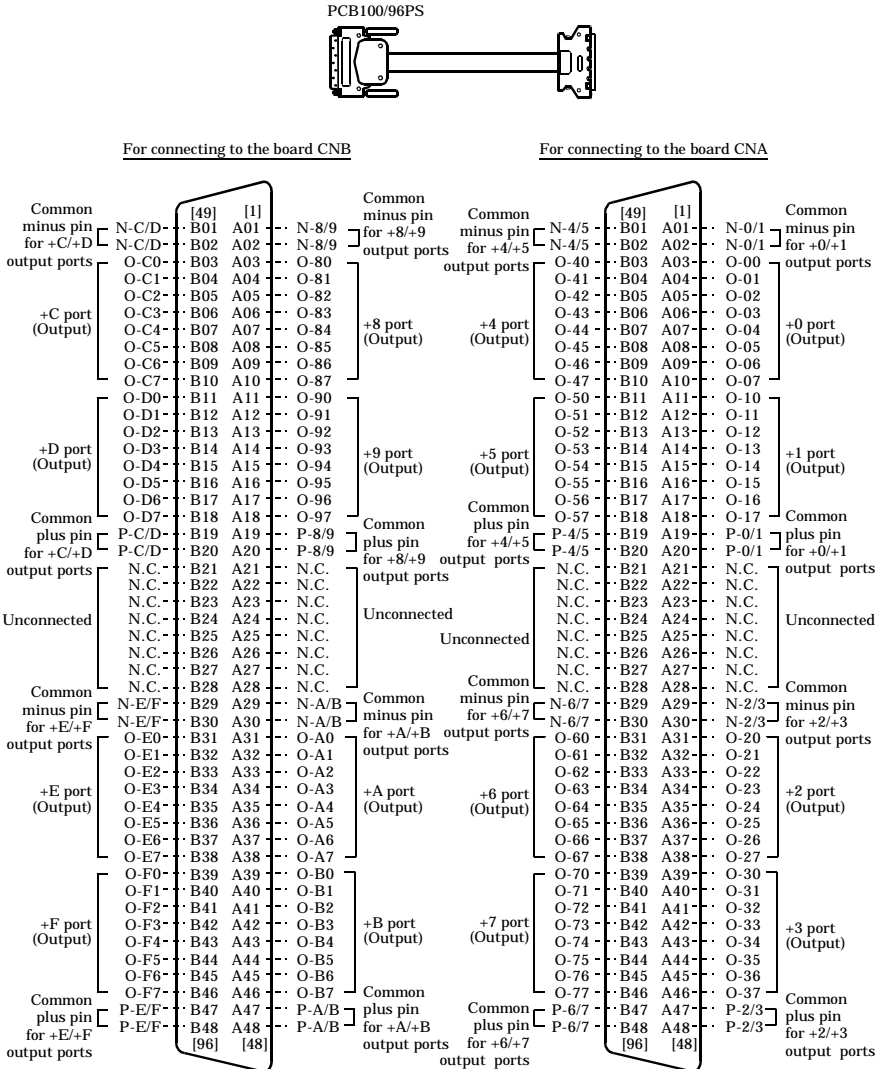 PCB100/96PS
For connecting to the board CNB
For connecting to the board CNA
[49] [1]
Common
minus pin
for +C/+D
output ports
Common
minus pin
for +8/+9
output ports
N-C/D B01 A01 N-8/9
N-C/D B02 A02 N-8/9
O-C0 B03 A03 O-80
O-C1 B04 A04 O-81
O-C2 B05 A05 O-82
O-C3 B06 A06 O-83
O-C4 B07 A07 O-84
O-C5 B08 A08 O-85
O-C6 B09 A09 O-86
O-C7 B10 A10 O-87
+C port
(Output)
+8 port
(Output)
O-D0 B11 A11 O-90
O-D1 B12 A12 O-91
O-D2 B13 A13 O-92
O-D3 B14 A14 O-93
O-D4 B15 A15 O-94
O-D5 B16 A16 O-95
O-D6 B17 A17 O-96
O-D7 B18 A18 O-97
+D port
(Output)
+9 port
(Output)
Common
plus pin
for +C/+D
output ports
Common
plus pin
for +8/+9
output ports
P-C/D B19 A19 P-8/9
P-C/D B20 A20 P-8/9
N.C. B21 A21 N.C.
N.C. B22 A22 N.C.
N.C. B23 A23 N.C.
N.C. B24 A24 N.C.
N.C. B25 A25 N.C.
N.C. B26 A26 N.C.
N.C. B27 A27 N.C.
N.C. B28 A28 N.C.
Unconnected
Unconnected
Common
minus pin
for +E/+F
output ports
Common
minus pin
for +A/+B
output ports
N-E/F B29 A29 N-A/B
N-E/F B30 A30 N-A/B
O-E0 B31 A31 O-A0
O-E1 B32 A32 O-A1
O-E2 B33 A33 O-A2
O-E3 B34 A34 O-A3
O-E4 B35 A35 O-A4
O-E5 B36 A36 O-A5
O-E6 B37 A37 O-A6
O-E7 B38 A38 O-A7
+E port
(Output)
+A port
(Output)
O-F0 B39 A39 O-B0
O-F1 B40 A40 O-B1
O-F2 B41 A41 O-B2
O-F3 B42 A42 O-B3
O-F4 B43 A43 O-B4
O-F5 B44 A44 O-B5
O-F6 B45 A45 O-B6
O-F7 B46 A46 O-B7
+F port
(Output)
+B port
(Output)
Common
plus pin
for +E/+F
output ports
Common
plus pin
for +A/+B
output ports
P-E/F B47 A47 P-A/B
P-E/F B48 A48 P-A/B
[96] [48]
[49] [1]
Common
minus pin
for +4/+5
output ports
Common
minus pin
for +0/+1
output ports
N-4/5 B01 A01 N-0/1
N-4/5 B02 A02 N-0/1
O-40 B03 A03 O-00
O-41 B04 A04 O-01
O-42 B05 A05 O-02
O-43 B06 A06 O-03
O-44 B07 A07 O-04
O-45 B08 A08 O-05
O-46 B09 A09 O-06
O-47 B10 A10 O-07
+4 port
(Output)
+0 port
(Output)
O-50 B11 A11 O-10
O-51 B12 A12 O-11
O-52 B13 A13 O-12
O-53 B14 A14 O-13
O-54 B15 A15 O-14
O-55 B16 A16 O-15
O-56 B17 A17 O-16
O-57 B18 A18 O-17
+5 port
(Output)
+1 port
(Output)
Common
plus pin
for +4/+5
output ports
Common
plus pin
for +0/+1
output ports
P-4/5 B19 A19 P-0/1
P-4/5 B20 A20 P-0/1
N.C. B21 A21 N.C.
N.C. B22 A22 N.C.
N.C. B23 A23 N.C.
N.C. B24 A24 N.C.
N.C. B25 A25 N.C.
N.C. B26 A26 N.C.
N.C. B27 A27 N.C.
N.C. B28 A28 N.C.
Unconnected
Unconnected
Common
minus pin
for +6/+7
output ports
Common
minus pin
for +2/+3
output ports
N-6/7 B29 A29 N-2/3
N-6/7 B30 A30 N-2/3
O-60 B31 A31 O-20
O-61 B32 A32 O-21
O-62 B33 A33 O-22
O-63 B34 A34 O-23
O-64 B35 A35 O-24
O-65 B36 A36 O-25
O-66 B37 A37 O-26
O-67 B38 A38 O-27
+6 port
(Output)
+2 port
(Output)
O-70 B39 A39 O-30
O-71 B40 A40 O-31
O-72 B41 A41 O-32
O-73 B42 A42 O-33
O-74 B43 A43 O-34
O-75 B44 A44 O-35
O-76 B45 A45 O-36
O-77 B46 A46 O-37
+7 port
(Output)
+3 port
(Output)
Common
plus pin
for +6/+7
output ports
Common
plus pin
for +2/+3
output ports
P-6/7 B47 A47 P-2/3
P-6/7 B48 A48 P-2/3
[96] [48]